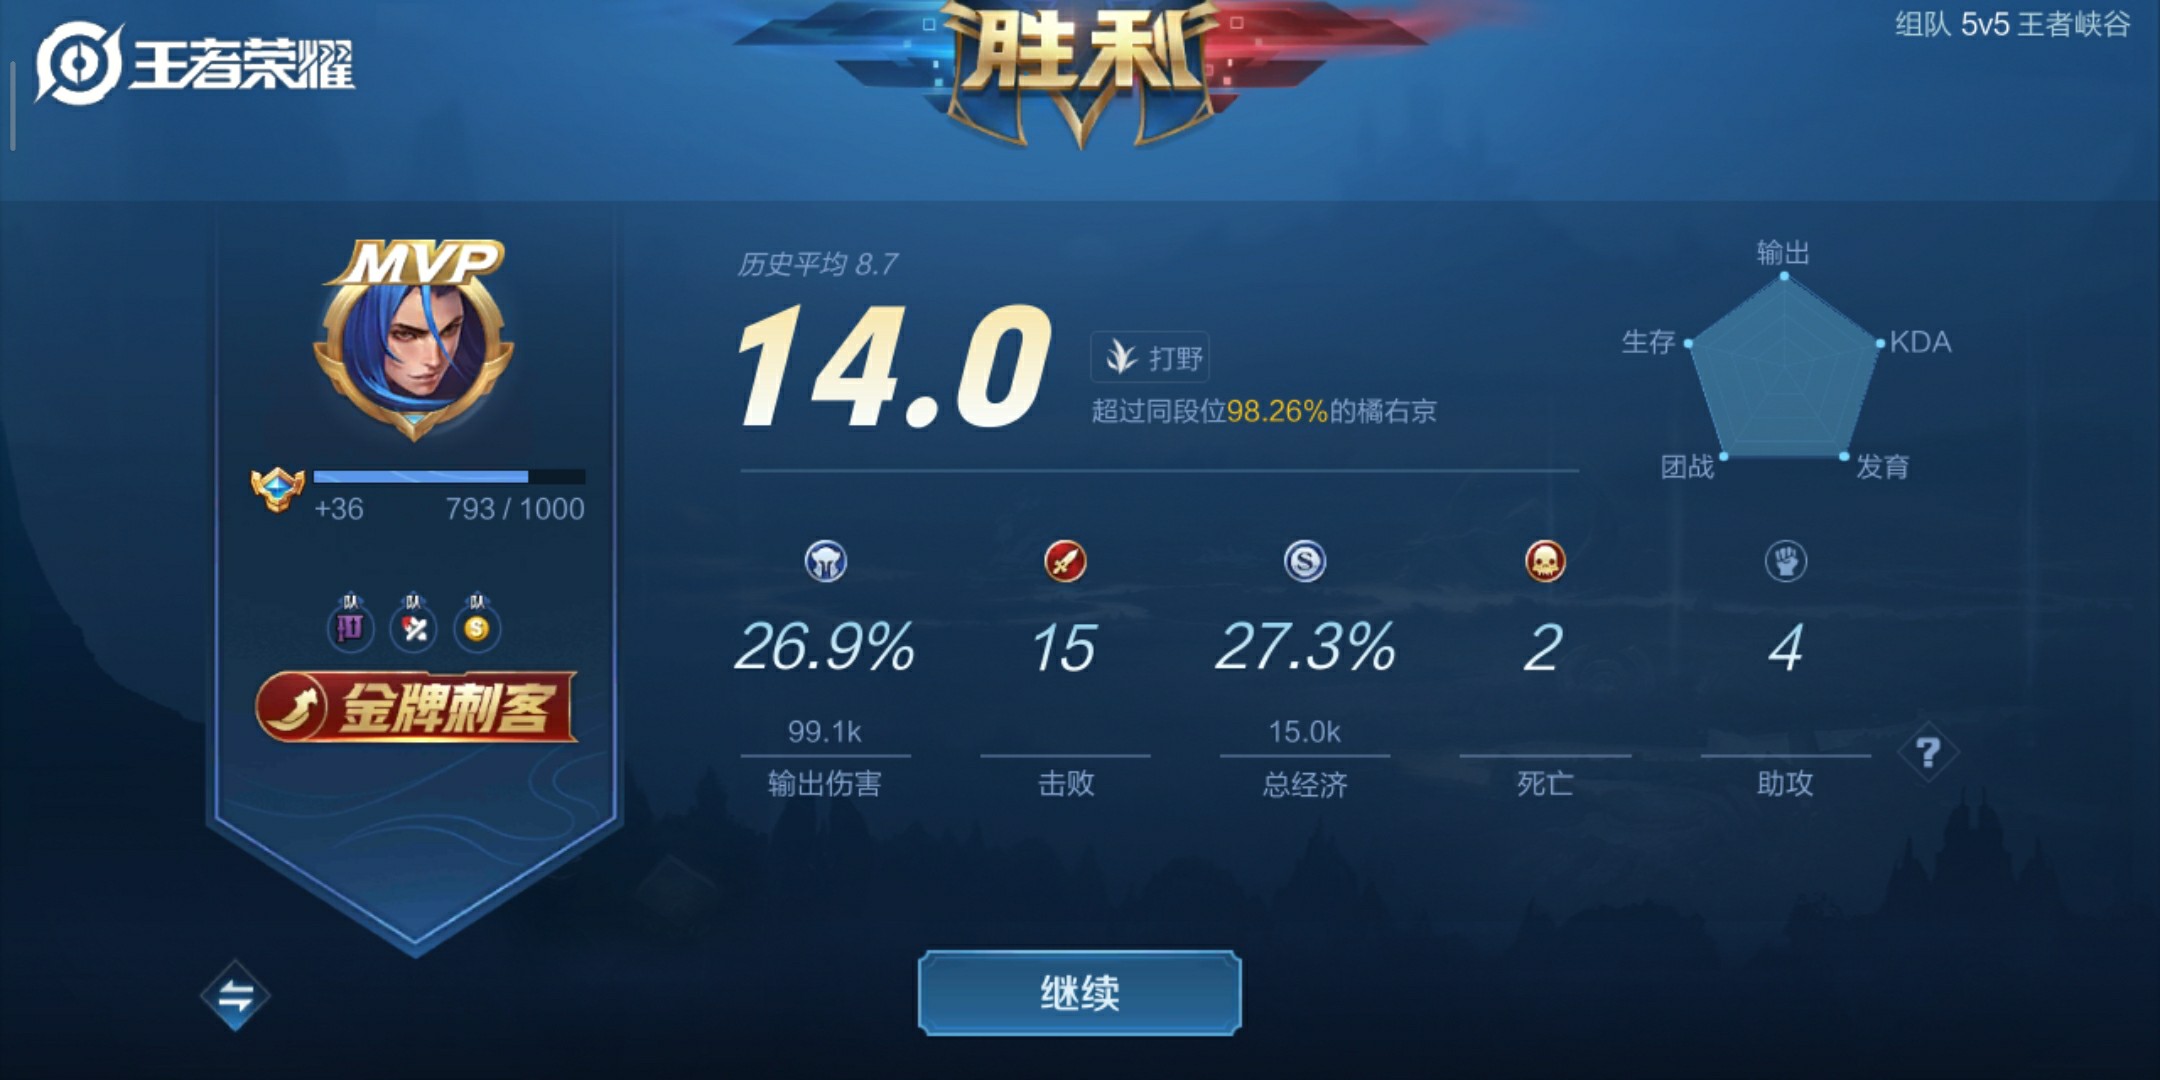 王者荣耀
胜利
组队 5v5 王者峡谷
MVP
+36
793 / 1000
队
队
队
金牌刺客
历史平均 8.7
14.0
打野
超过同段位98.26%的橘右京
输出
KDA
发育
团战
生存
26.9%
15
27.3%
2
4
99.1k
15.0k
输出伤害
击败
总经济
死亡
助攻
?
继续